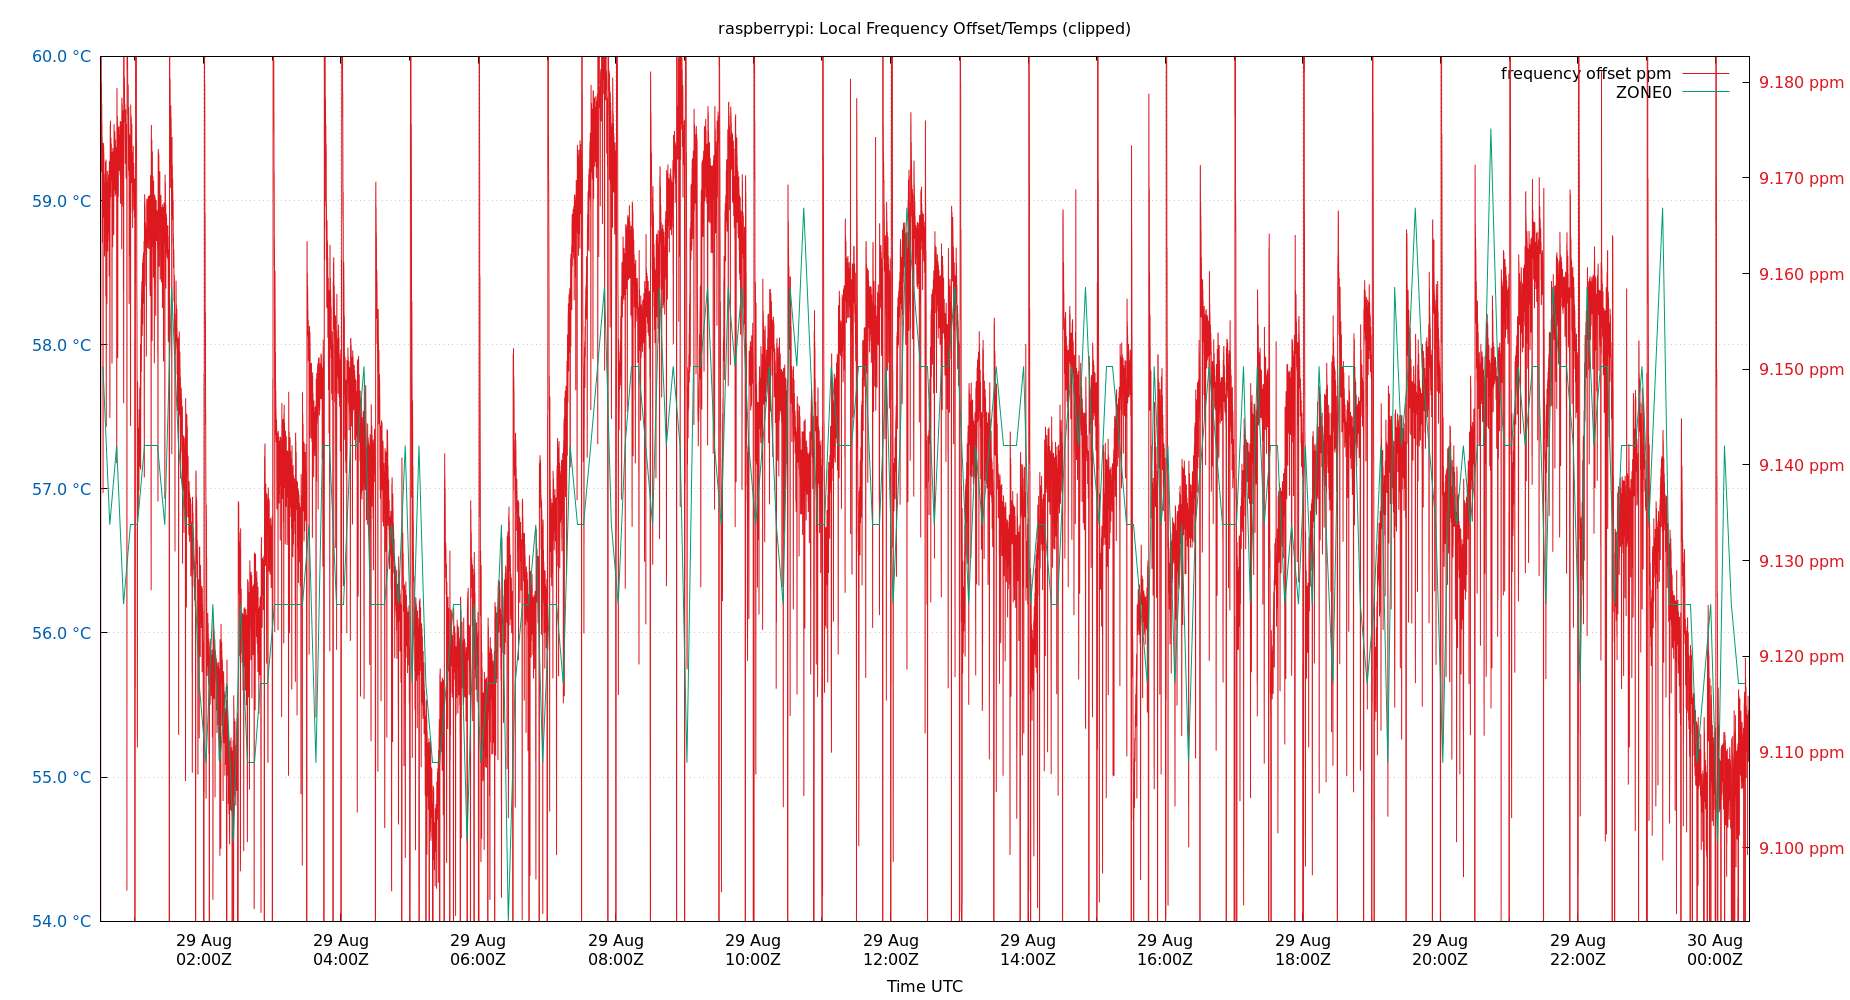 raspberrypi: Local Frequency Offset/Temps (clipped)
60.0 °C
59.0 °C
58.0 °C
57.0 °C
56.0 °C
55.0 °C
54.0 °C
frequency offset ppm
ZONE0
9.180 ppm
9.170 ppm
9.160 ppm
9.150 ppm
9.140 ppm
9.130 ppm
9.120 ppm
9.110 ppm
9.100 ppm
29 Aug 29 Aug 29 Aug 29 Aug 29 Aug 29 Aug 29 Aug 29 Aug 29 Aug 29 Aug 29 Aug 30 Aug
02:00Z 04:00Z 06:00Z 08:00Z 10:00Z 12:00Z 14:00Z 16:00Z 18:00Z 20:00Z 22:00Z 00:00Z
Time UTC